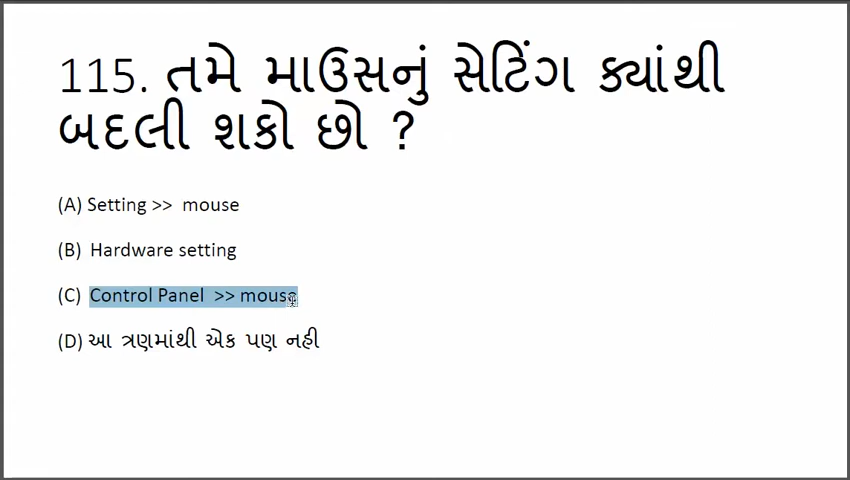 115. તમે માઉસનું સેટિંગ ક્યાંથી
બદલી શકો છો ?
(A) Setting >> mouse
(B) Hardware setting
(C) Control Panel >> mouse
(D) આ ત્રણમાંથી એક પણ નહી